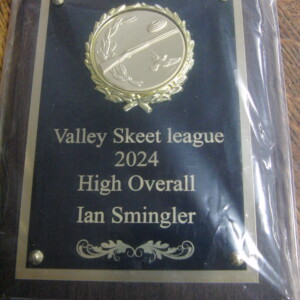 Valley Skeet league
2024
High Overall
Ian Smingler